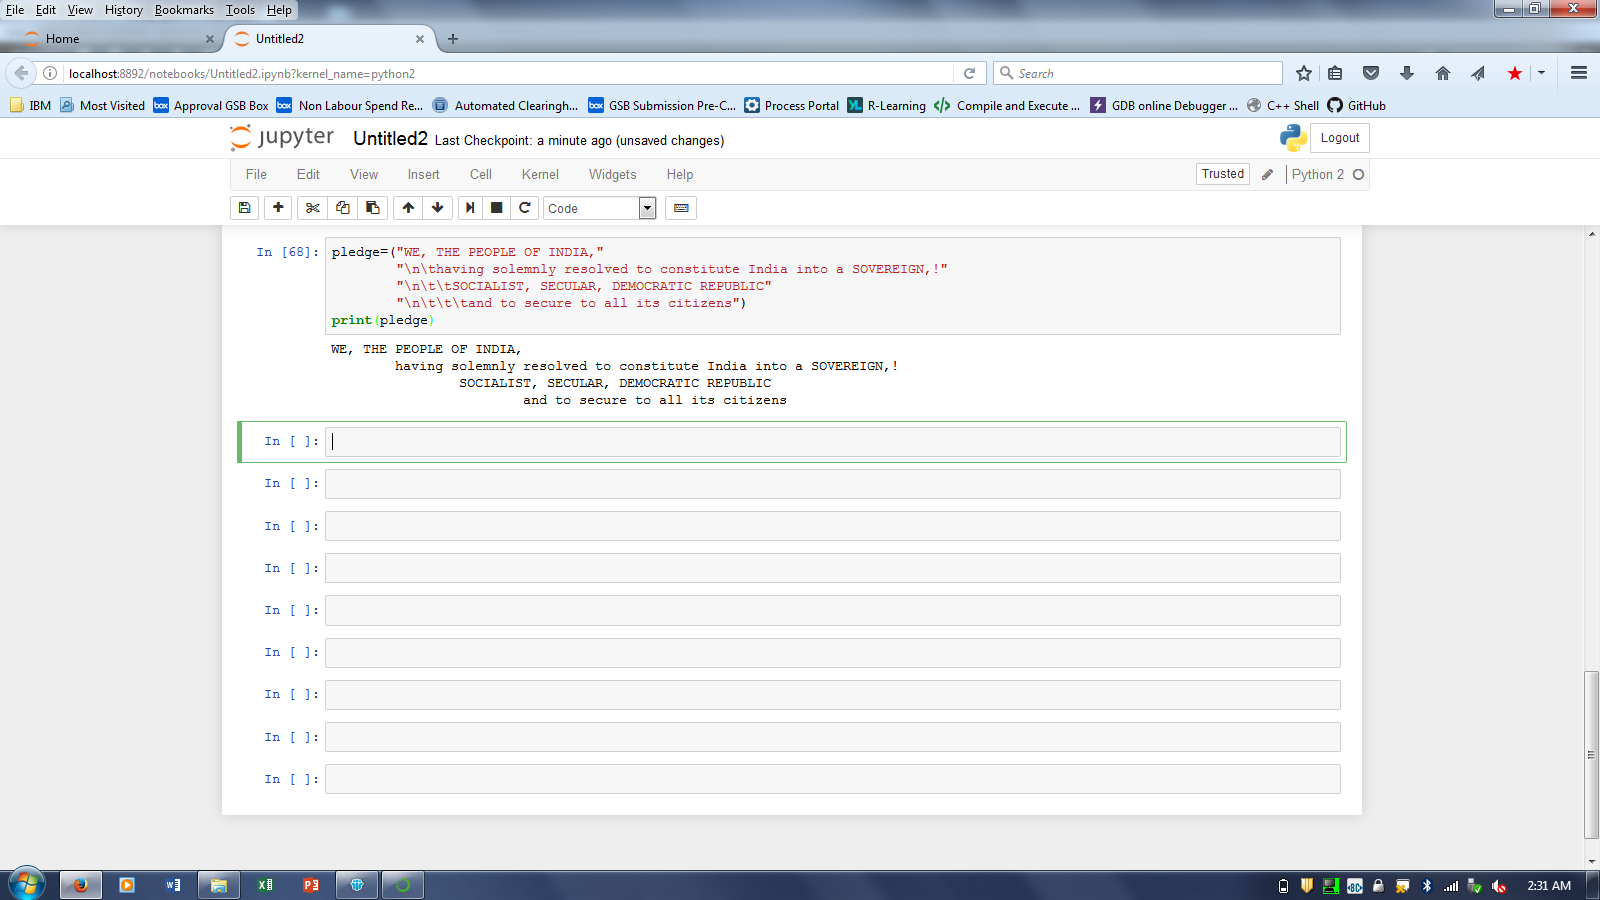 File Edit View History Bookmarks Tools Help
Home
Untitled2
localhost:8892/notebooks/Untitled2.ipynb?kernel_name=python2
Search
IBM Most Visited Approval GSB Box Non Labour Spend Re... Automated Clearingh... GSB Submission Pre-C... Process Portal R-Learning Compile and Execute ... GDB online Debugger ... C++ Shell GitHub
jupyter Untitled2 Last Checkpoint: a minute ago (unsaved changes) Logout
File Edit View Insert Cell Kernel Widgets Help Trusted Python 2
Code
In [68]: pledge=("WE, THE PEOPLE OF INDIA,"
"\n\thaving solemnly resolved to constitute India into a SOVEREIGN,!"
"\n\t\tSOCIALIST, SECULAR, DEMOCRATIC REPUBLIC"
"\n\t\t\tand to secure to all its citizens")
print(pledge)
WE, THE PEOPLE OF INDIA,
having solemnly resolved to constitute India into a SOVEREIGN,!
SOCIALIST, SECULAR, DEMOCRATIC REPUBLIC
and to secure to all its citizens
In [ ]:
In [ ]:
In [ ]:
In [ ]:
In [ ]:
In [ ]:
In [ ]:
In [ ]:
In [ ]:
2:31 AM